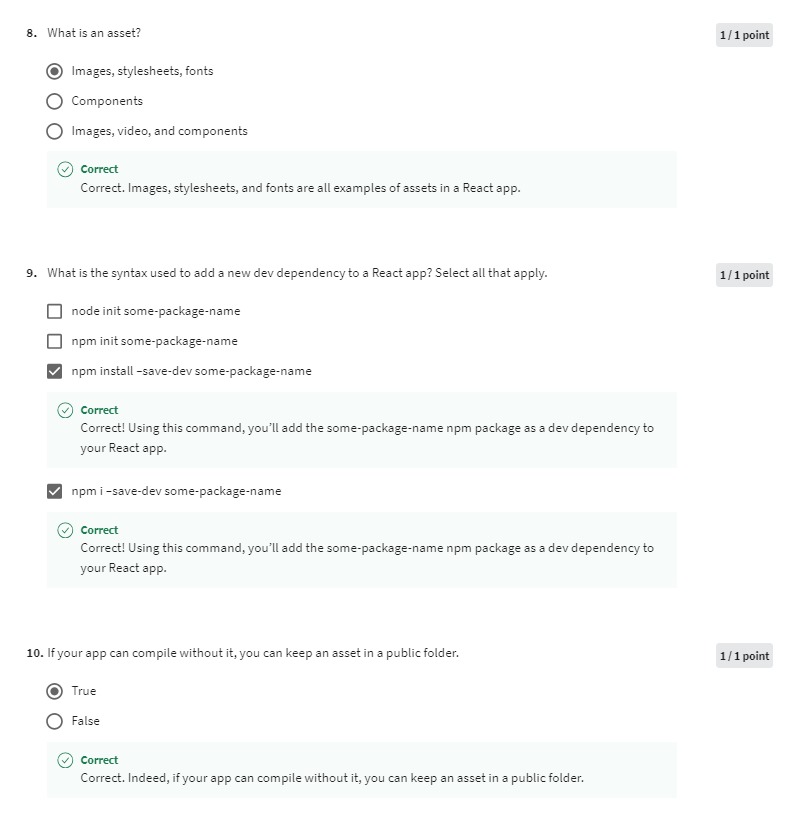 8. What is an asset?
1 / 1 point
Images, stylesheets, fonts
Components
Images, video, and components
Correct
Correct. Images, stylesheets, and fonts are all examples of assets in a React app.
9. What is the syntax used to add a new dev dependency to a React app? Select all that apply.
1 / 1 point
node init some-package-name
npm init some-package-name
npm install –save-dev some-package-name
Correct
Correct! Using this command, you’ll add the some-package-name npm package as a dev dependency to
your React app.
npm i –save-dev some-package-name
Correct
Correct! Using this command, you’ll add the some-package-name npm package as a dev dependency to
your React app.
10. If your app can compile without it, you can keep an asset in a public folder.
1 / 1 point
True
False
Correct
Correct. Indeed, if your app can compile without it, you can keep an asset in a public folder.